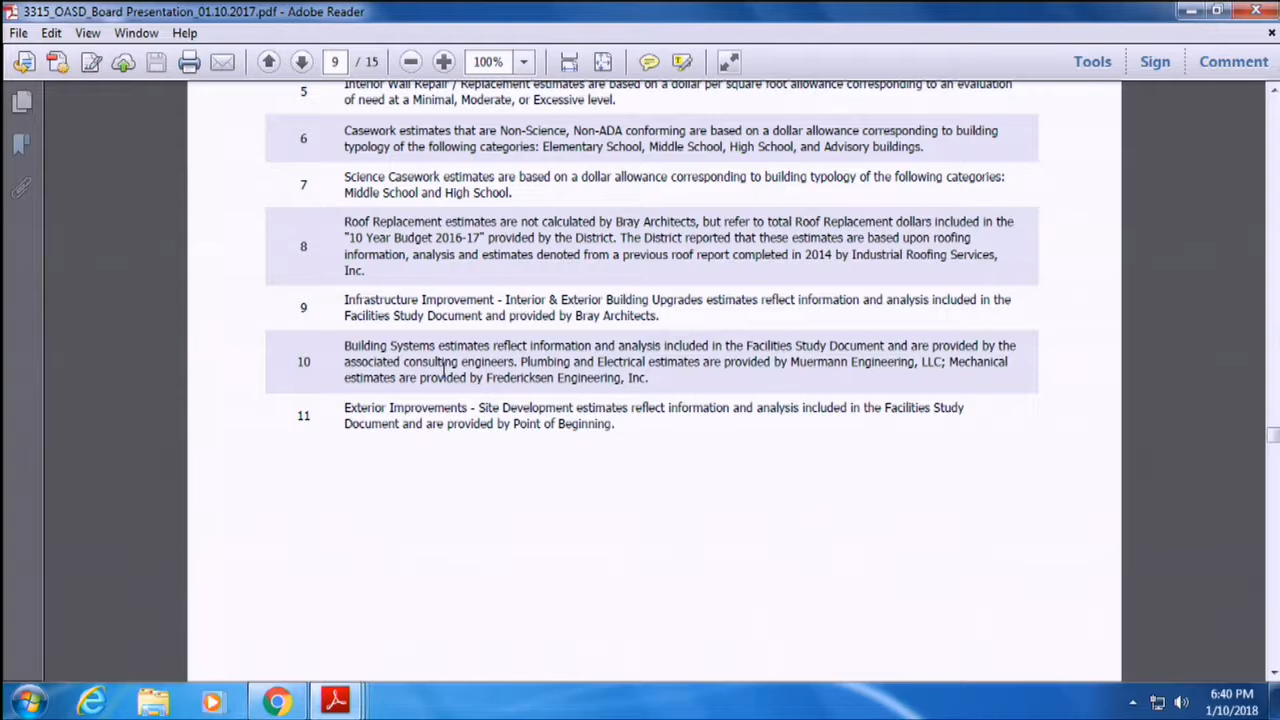 3315_OASD_Board Presentation_01.10.2017.pdf - Adobe Reader
File Edit View Window Help
9 / 15 100% Tools Sign Comment
Interior Wall Repair / Replacement estimates are based on a dollar per square foot allowance corresponding to an evaluation
5
of need at a Minimal, Moderate, or Excessive level.
Casework estimates that are Non-Science, Non-ADA conforming are based on a dollar allowance corresponding to building
6
typology of the following categories: Elementary School, Middle School, High School, and Advisory buildings.
Science Casework estimates are based on a dollar allowance corresponding to building typology of the following categories:
7
Middle School and High School.
Roof Replacement estimates are not calculated by Bray Architects, but refer to total Roof Replacement dollars included in the
"10 Year Budget 2016-17" provided by the District. The District reported that these estimates are based upon roofing
8
information, analysis and estimates denoted from a previous roof report completed in 2014 by Industrial Roofing Services,
Inc.
Infrastructure Improvement - Interior & Exterior Building Upgrades estimates reflect information and analysis included in the
9
Facilities Study Document and provided by Bray Architects.
Building Systems estimates reflect information and analysis included in the Facilities Study Document and are provided by the
10
associated consulting engineers. Plumbing and Electrical estimates are provided by Muermann Engineering, LLC; Mechanical
estimates are provided by Fredericksen Engineering, Inc.
Exterior Improvements - Site Development estimates reflect information and analysis included in the Facilities Study
11
Document and are provided by Point of Beginning.
6:40 PM
1/10/2018